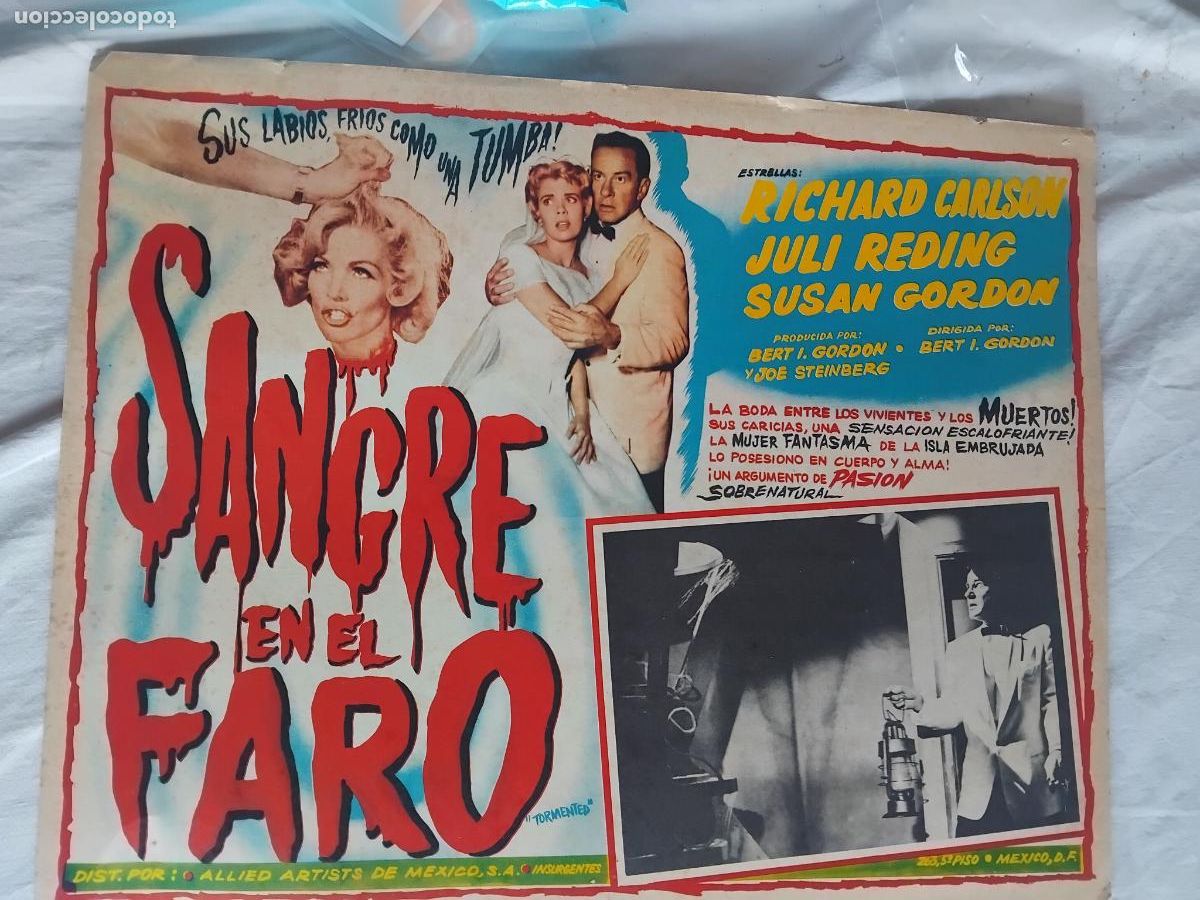 todocoleccion
SUS LABIOS, FRIOS COMO UNA TUMBA!
ESTRELLAS:
RICHARD CARLSON
JULI REDING
SUSAN GORDON
PRODUCIDA POR:
BERT I. GORDON •
Y JOE STEINBERG
DIRIGIDA POR:
BERT I. GORDON
LA BODA ENTRE LOS VIVIENTES Y LOS MUERTOS!
SUS CARICIAS, UNA SENSACION ESCALOFRIANTE!
LA MUJER FANTASMA DE LA ISLA EMBRUJADA
LO POSESIONO EN CUERPO Y ALMA!
¡UN ARGUMENTO DE PASION
SOBRENATURAL
SANGRE
EN EL
FARO
"TORMENTED"
DIST. POR: • ALLIED ARTISTS DE MEXICO, S.A. • INSURGENTES
203, 5º PISO • MEXICO, D.F.